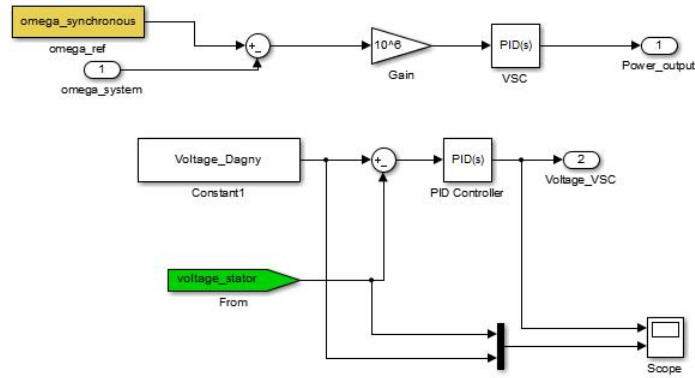 omega_synchronous
omega_ref
1
omega_system
+
_
10^6
Gain
PID(s)
VSC
1
Power_output
Voltage_Dagny
Constant1
+
_
PID(s)
PID Controller
2
Voltage_VSC
voltage_stator
From
Scope